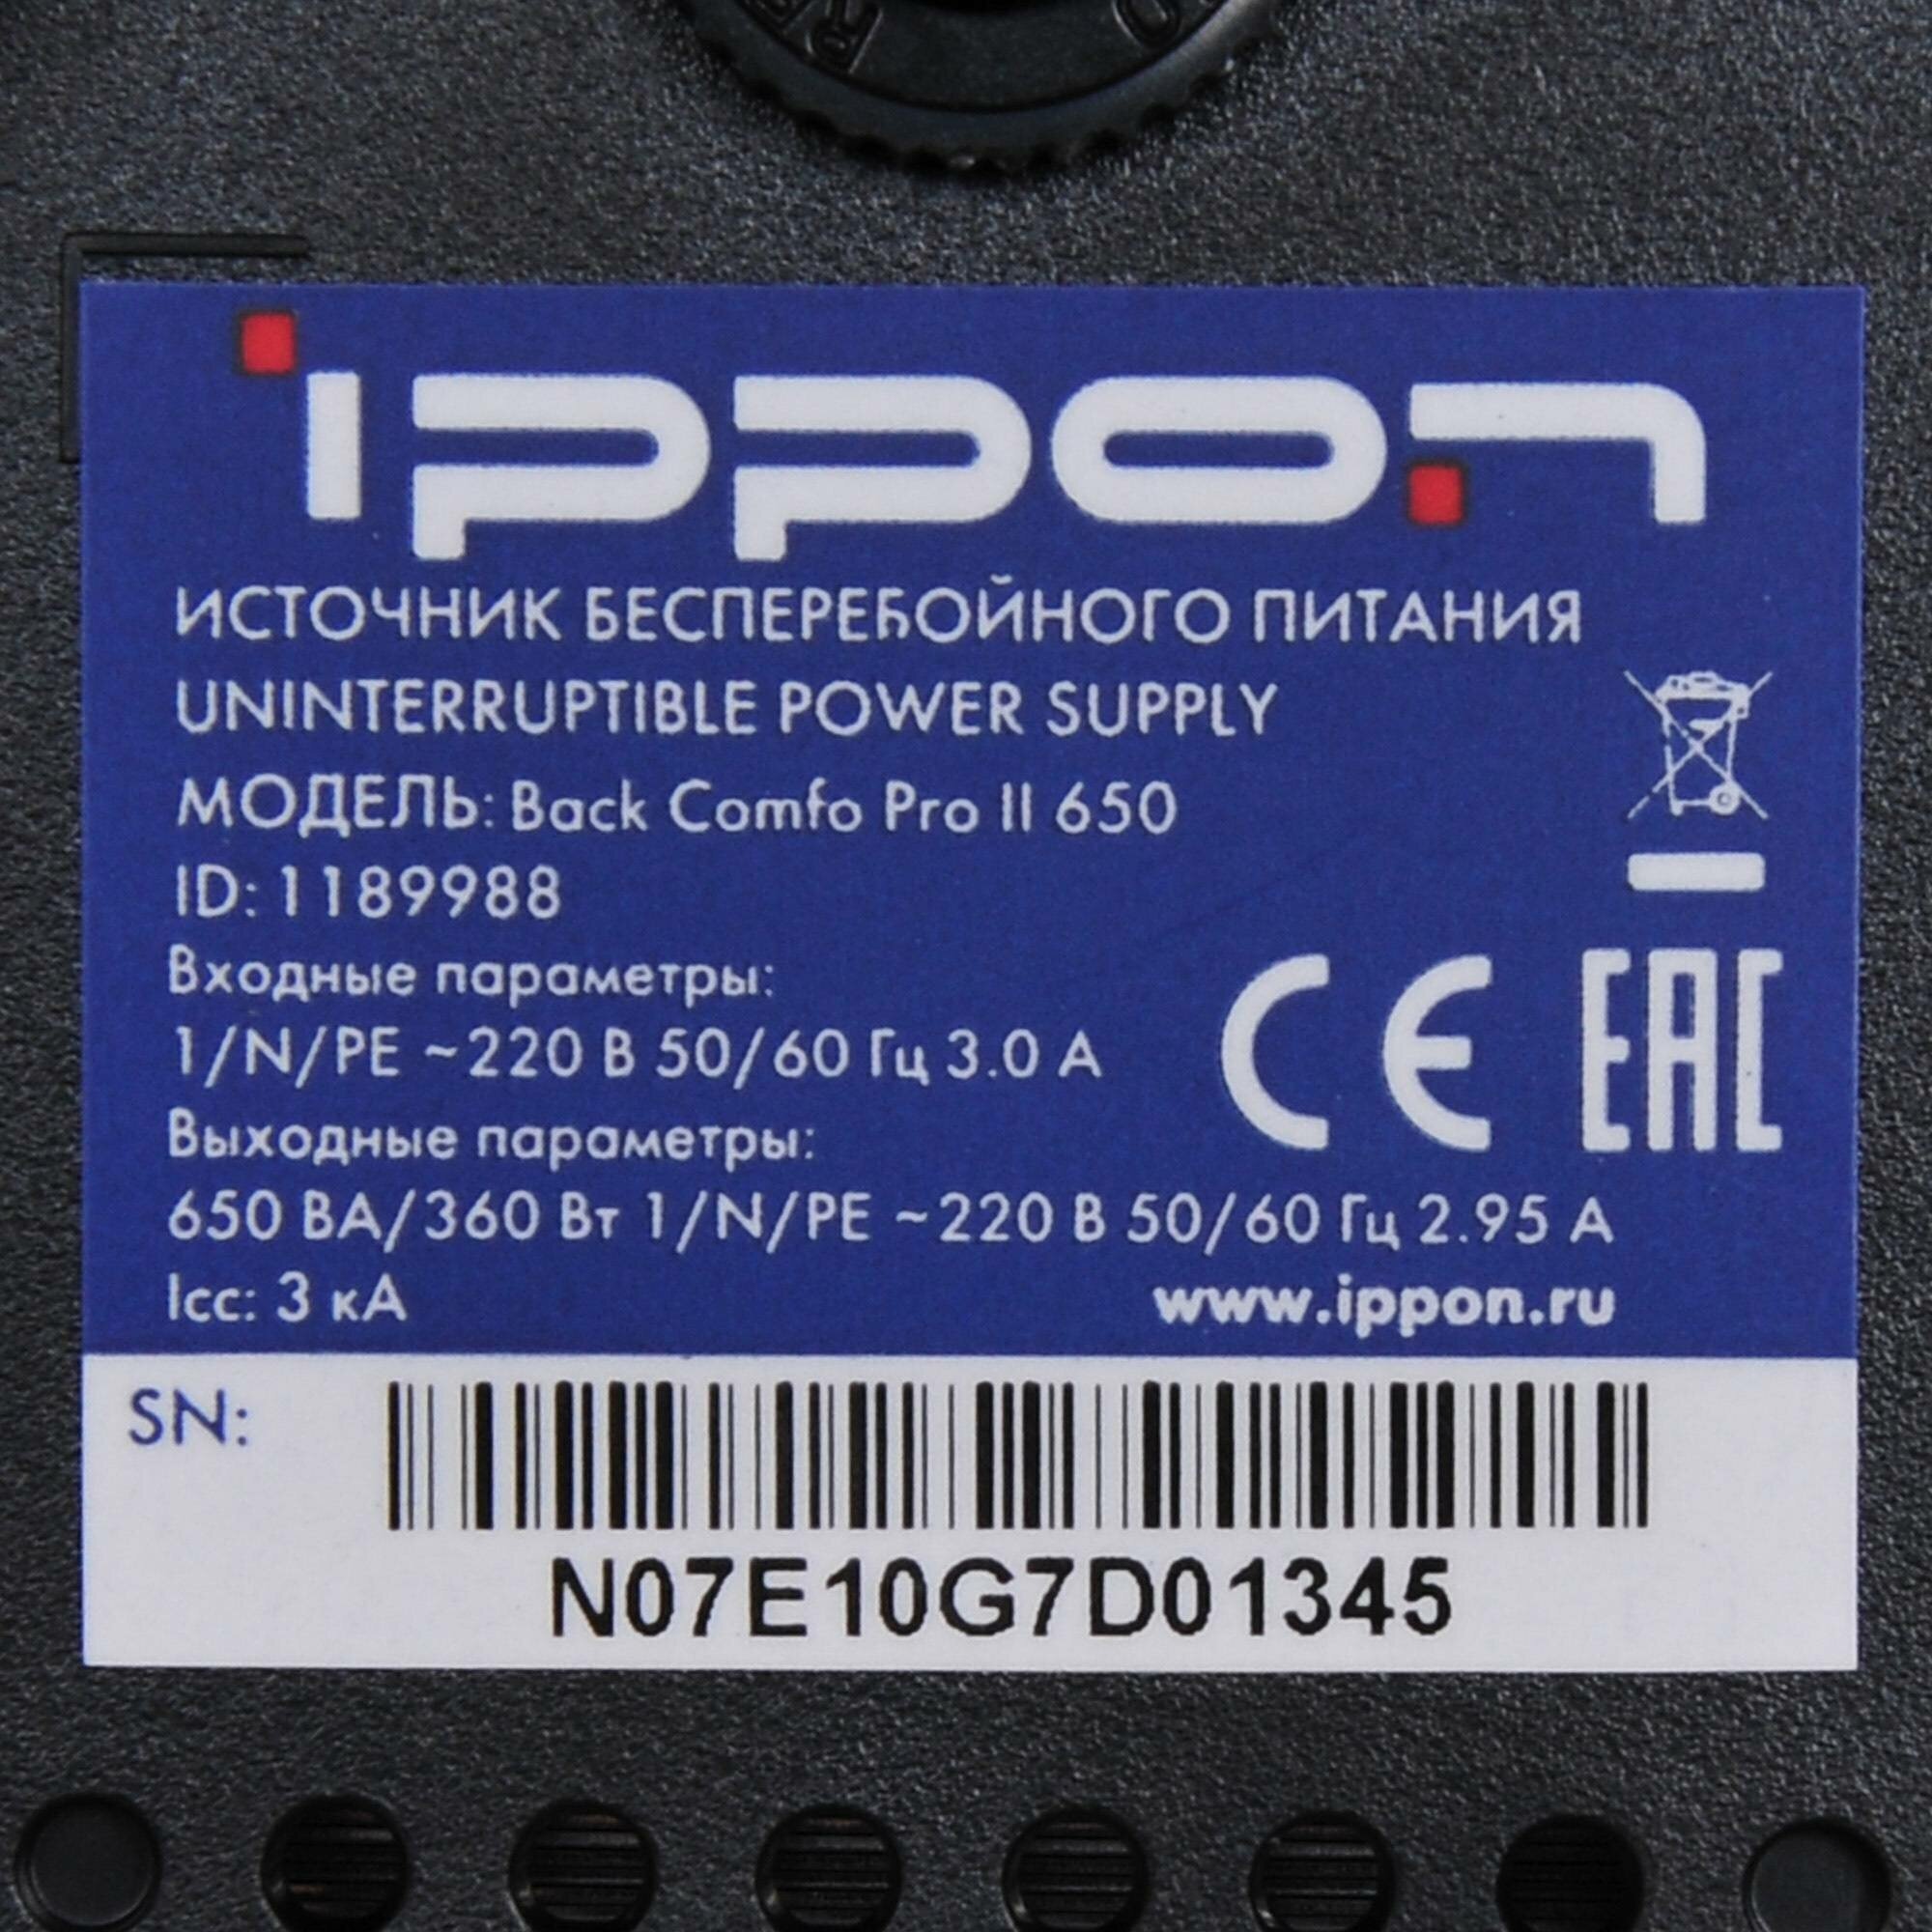 ippon
ИСТОЧНИК БЕСПЕРЕБОЙНОГО ПИТАНИЯ
UNINTERRUPTIBLE POWER SUPPLY
МОДЕЛЬ: Back Comfo Pro II 650
ID: 1189988
Входные параметры:
1/N/PE ~220 В 50/60 Гц 3.0 А
CE EAC
Выходные параметры:
650 ВА/360 Вт 1/N/PE ~220 В 50/60 Гц 2.95 А
Icc: 3 кА www.ippon.ru
SN:
N07E10G7D01345